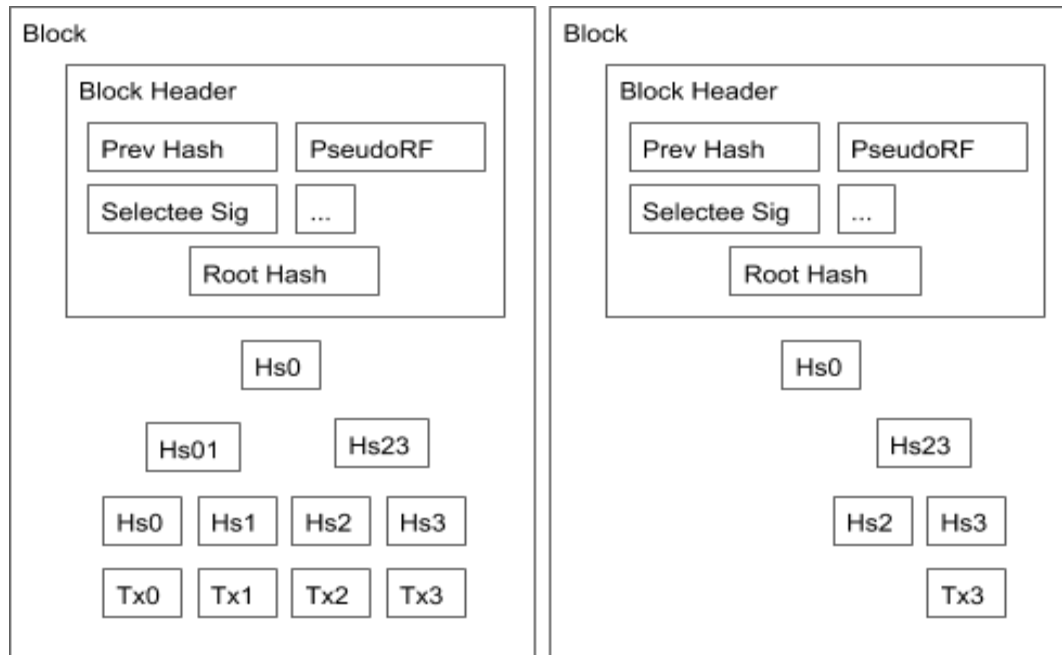 Block
Block Header
Prev Hash
PseudoRF
Selectee Sig
...
Root Hash
Hs0
Hs01
Hs23
Hs0
Hs1
Hs2
Hs3
Tx0
Tx1
Tx2
Tx3
Block
Block Header
Prev Hash
PseudoRF
Selectee Sig
...
Root Hash
Hs0
Hs23
Hs2
Hs3
Tx3